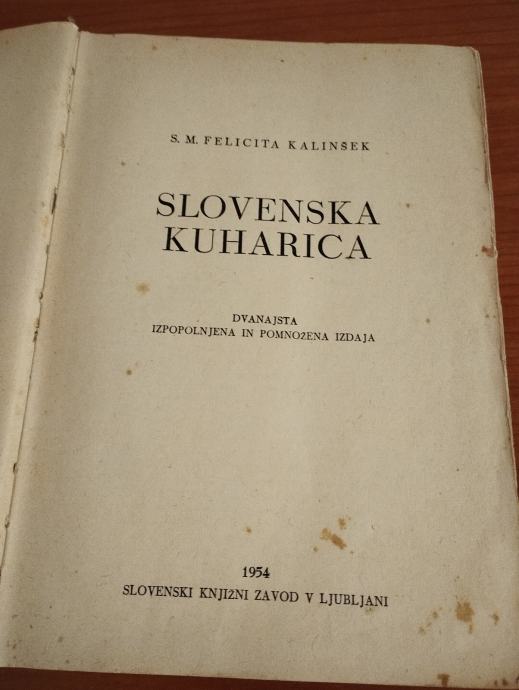 S. M. FELICITA KALINŠEK
SLOVENSKA
KUHARICA
DVANAJSTA
IZPOPOLNJENA IN POMNOŽENA IZDAJA
1954
SLOVENSKI KNJIŽNI ZAVOD V LJUBLJANI